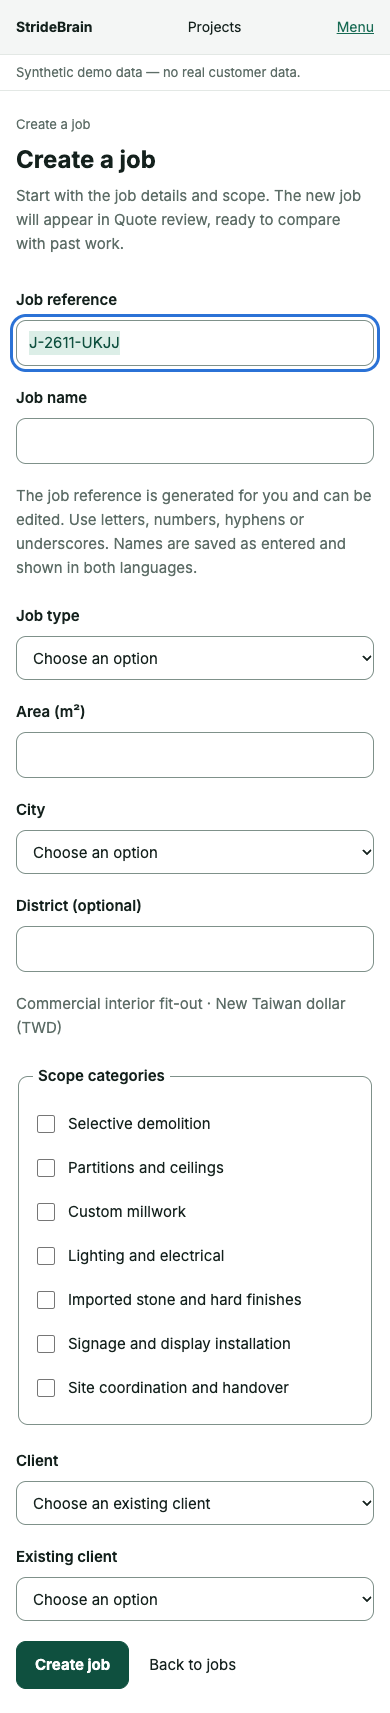 StrideBrain Projects Menu
Synthetic demo data — no real customer data.
Create a job
Create a job
Start with the job details and scope. The new job
will appear in Quote review, ready to compare
with past work.
Job reference
J-2611-UKJJ
Job name
The job reference is generated for you and can be
edited. Use letters, numbers, hyphens or
underscores. Names are saved as entered and
shown in both languages.
Job type
Choose an option
Area (m²)
City
Choose an option
District (optional)
Commercial interior fit-out · New Taiwan dollar
(TWD)
Scope categories
Selective demolition
Partitions and ceilings
Custom millwork
Lighting and electrical
Imported stone and hard finishes
Signage and display installation
Site coordination and handover
Client
Choose an existing client
Existing client
Choose an option
Create job Back to jobs